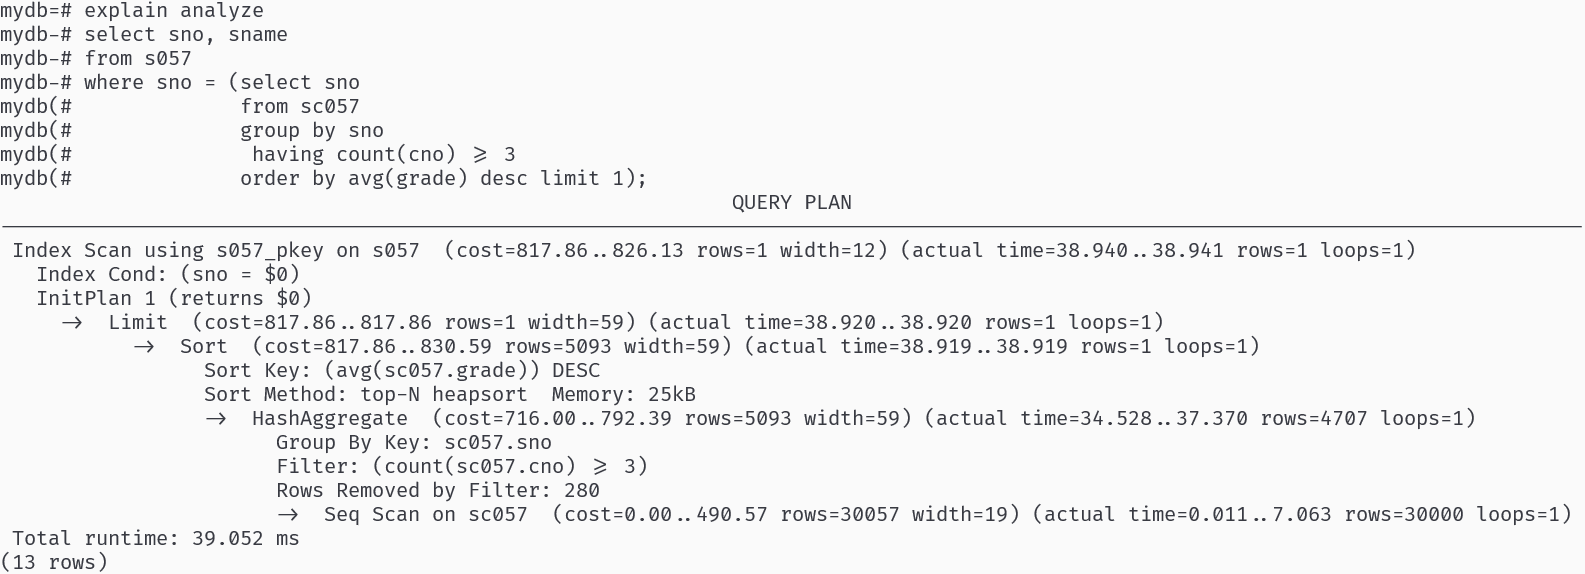 mydb=# explain analyze
mydb-# select sno, sname
mydb-# from s057
mydb-# where sno = (select sno
mydb(#              from sc057
mydb(#              group by sno
mydb(#               having count(cno) >= 3
mydb(#              order by avg(grade) desc limit 1);
                                                             QUERY PLAN
 Index Scan using s057_pkey on s057  (cost=817.86..826.13 rows=1 width=12) (actual time=38.940..38.941 rows=1 loops=1)
   Index Cond: (sno = $0)
   InitPlan 1 (returns $0)
     ->  Limit  (cost=817.86..817.86 rows=1 width=59) (actual time=38.920..38.920 rows=1 loops=1)
           ->  Sort  (cost=817.86..830.59 rows=5093 width=59) (actual time=38.919..38.919 rows=1 loops=1)
                 Sort Key: (avg(sc057.grade)) DESC
                 Sort Method: top-N heapsort  Memory: 25kB
                 ->  HashAggregate  (cost=716.00..792.39 rows=5093 width=59) (actual time=34.528..37.370 rows=4707 loops=1)
                       Group By Key: sc057.sno
                       Filter: (count(sc057.cno) >= 3)
                       Rows Removed by Filter: 280
                       ->  Seq Scan on sc057  (cost=0.00..490.57 rows=30057 width=19) (actual time=0.011..7.063 rows=30000 loops=1)
 Total runtime: 39.052 ms
(13 rows)